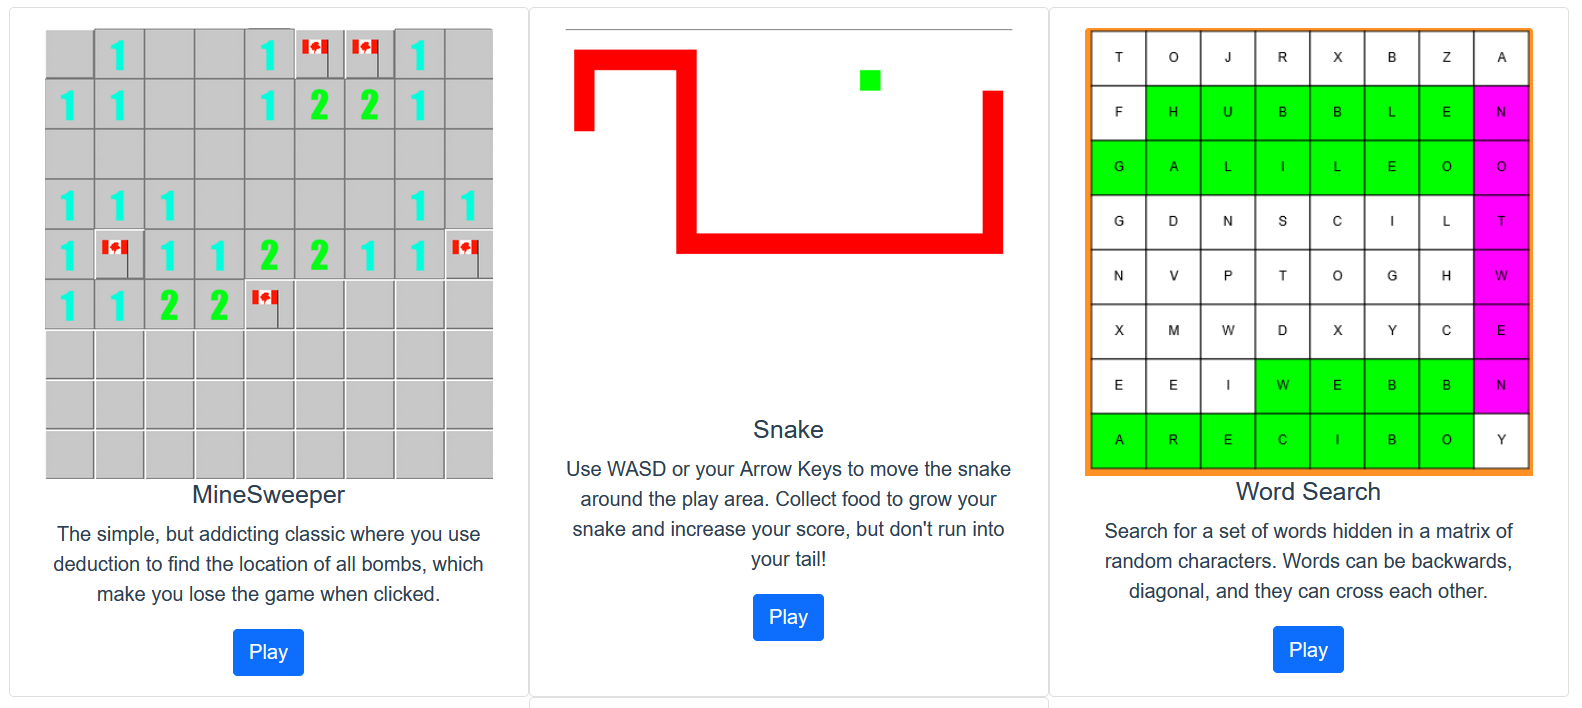 1 1 1
1 1 1 2 2 1
1 1 1 1 1
1 1 1 2 2 1 1
1 1 2 2
MineSweeper
The simple, but addicting classic where you use
deduction to find the location of all bombs, which
make you lose the game when clicked.
Play
Snake
Use WASD or your Arrow Keys to move the snake
around the play area. Collect food to grow your
snake and increase your score, but don't run into
your tail!
Play
T O J R X B Z A
F H U B B L E N
G A L I L E O O
G D N S C I L T
N V P T O G H W
X M W D X Y C E
E E I W E B B N
A R E C I B O Y
Word Search
Search for a set of words hidden in a matrix of
random characters. Words can be backwards,
diagonal, and they can cross each other.
Play